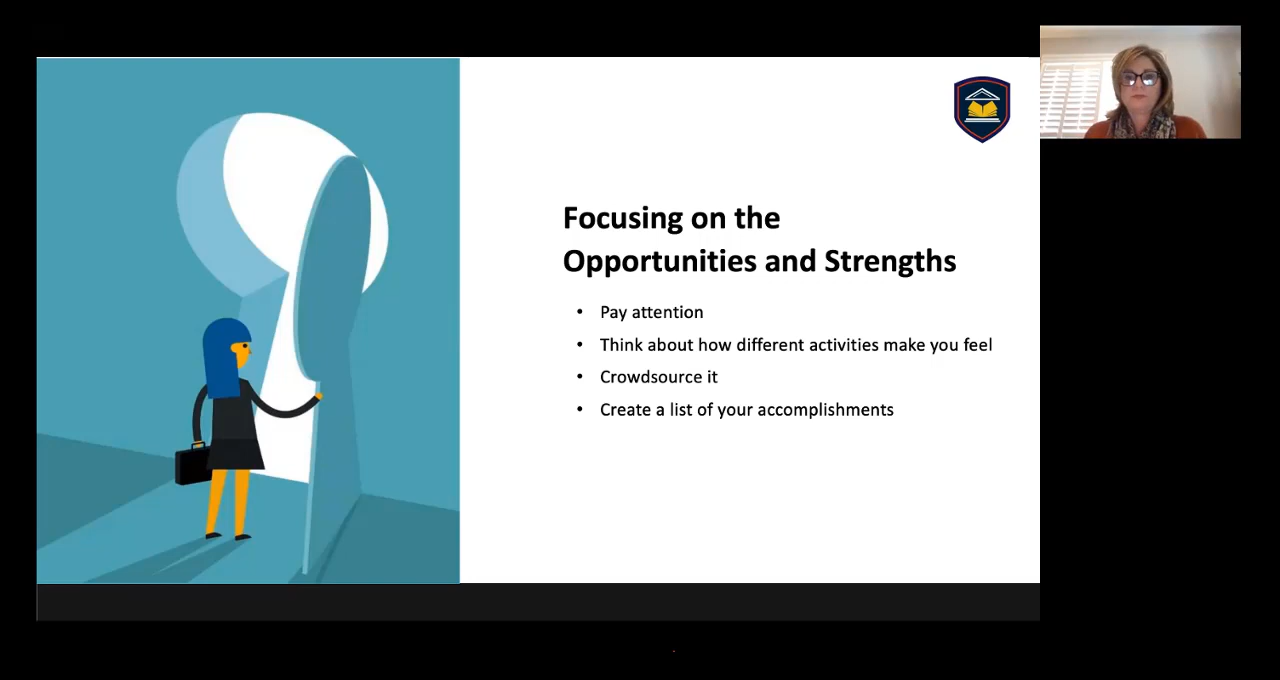 Focusing on the
Opportunities and Strengths
• Pay attention
• Think about how different activities make you feel
• Crowdsource it
• Create a list of your accomplishments